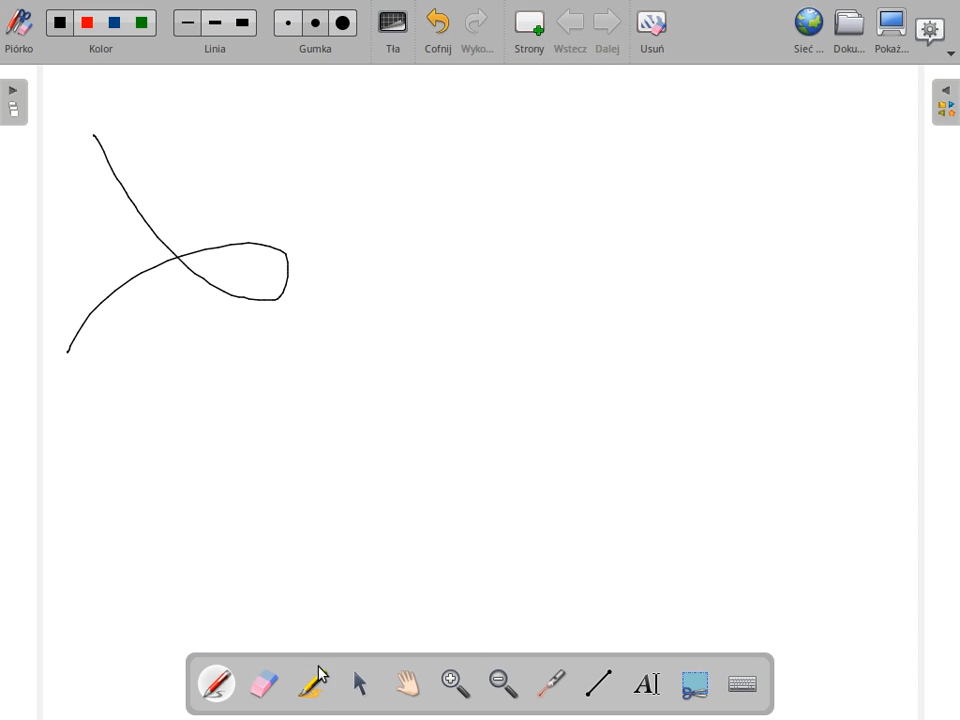 Piórko Kolor Linia Gumka Tła Cofnij Wyko... Strony Wstecz Dalej Usuń Sieć ... Doku... Pokaż...
A